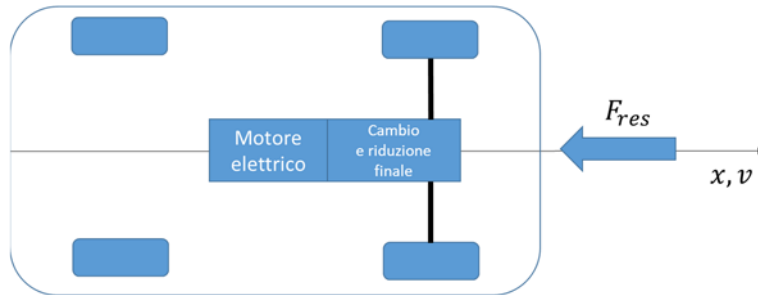 Motore
elettrico
Cambio
e riduzione
finale
F_res
x, v